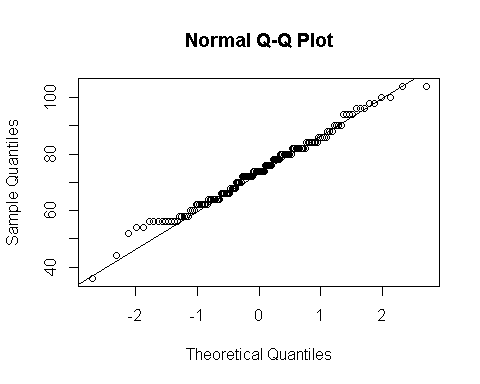 Normal Q-Q Plot
Sample Quantiles
100
80
60
40
-2 -1 0 1 2
Theoretical Quantiles